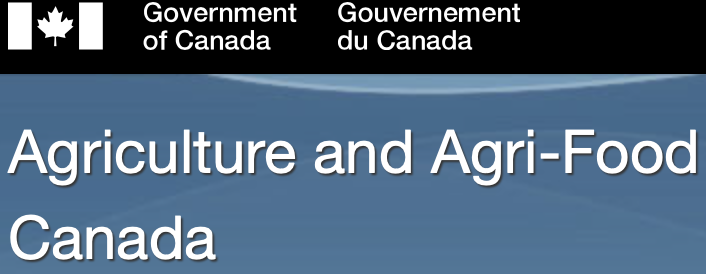 Government Gouvernement
of Canada du Canada
Agriculture and Agri-Food
Canada